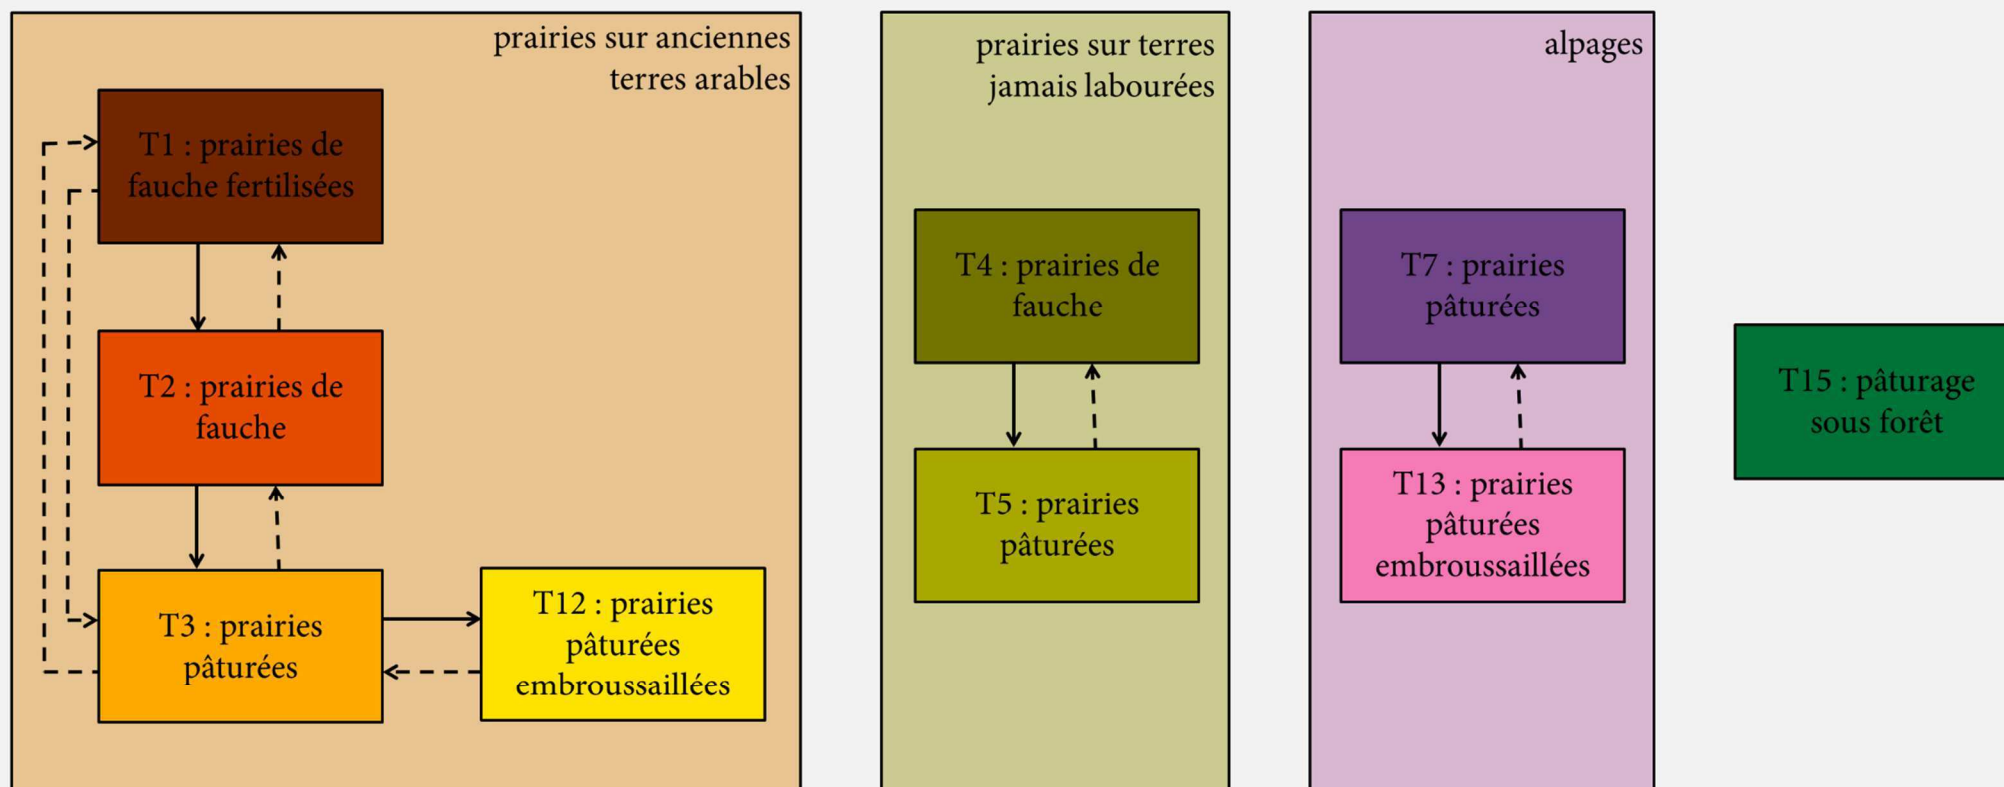 prairies sur anciennes
terres arables
T1 : prairies de
fauche fertilisées
T2 : prairies de
fauche
T3 : prairies
pâturées
T12 : prairies
pâturées
embroussaillées
prairies sur terres
jamais labourées
T4 : prairies de
fauche
T5 : prairies
pâturées
alpages
T7 : prairies
pâturées
T13 : prairies
pâturées
embroussaillées
T15 : pâturage
sous forêt